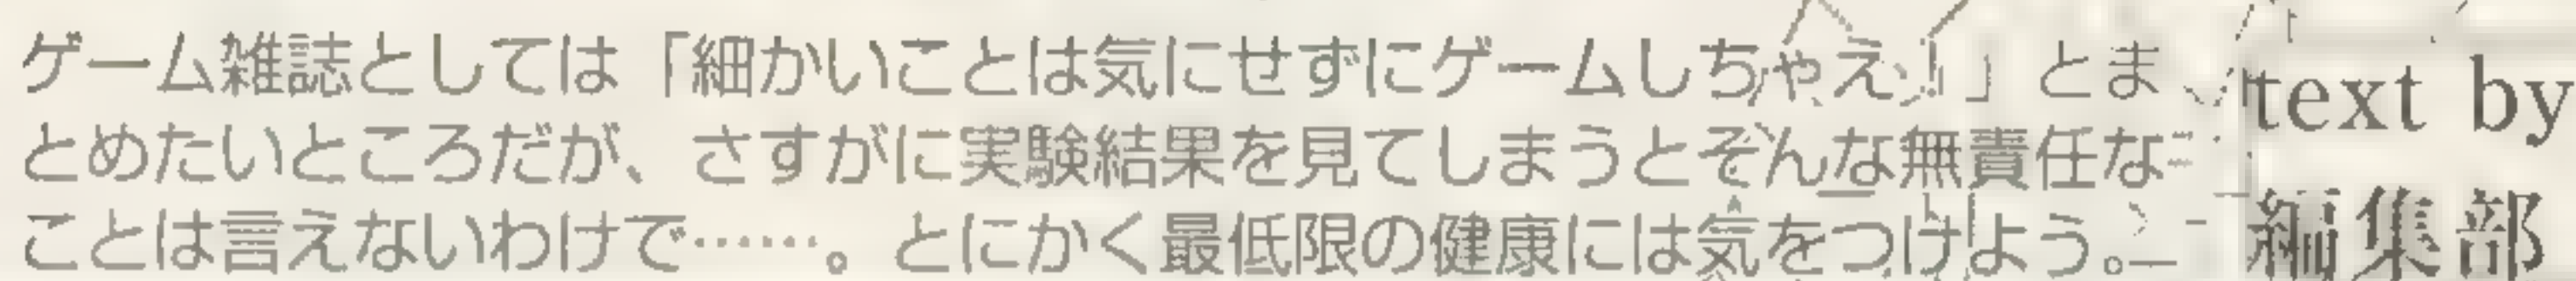 ゲーム雑誌としては「細かいことは気にせずにゲームしちゃえ！」とま
とめたいところだが、さすがに実験結果を見てしまうとそんな無責任な
ことは言えないわけで……。とにかく最低限の健康には気をつけよう。
text by
編集部